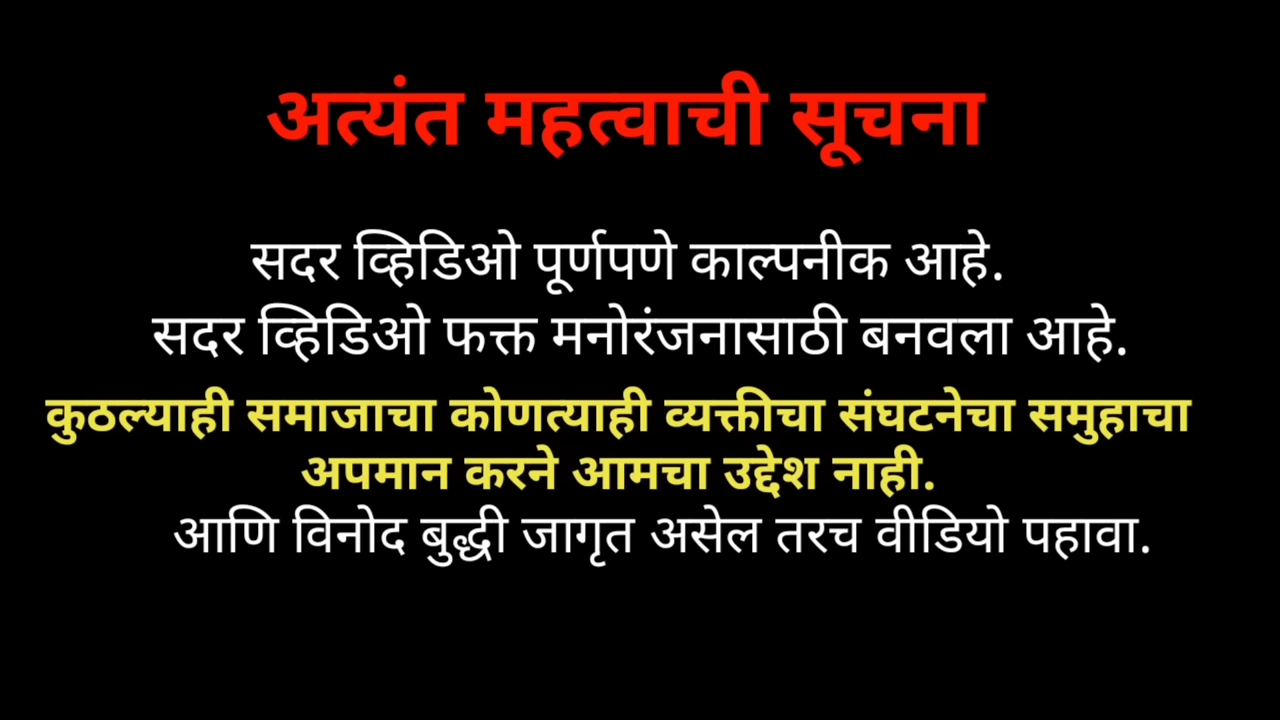 अत्यंत महत्वाची सूचना
सदर व्हिडिओ पूर्णपणे काल्पनीक आहे.
सदर व्हिडिओ फक्त मनोरंजनासाठी बनवला आहे.
कुठल्याही समाजाचा कोणत्याही व्यक्तीचा संघटनेचा समुहाचा
अपमान करने आमचा उद्देश नाही.
आणि विनोद बुद्धी जागृत असेल तरच वीडियो पहावा.